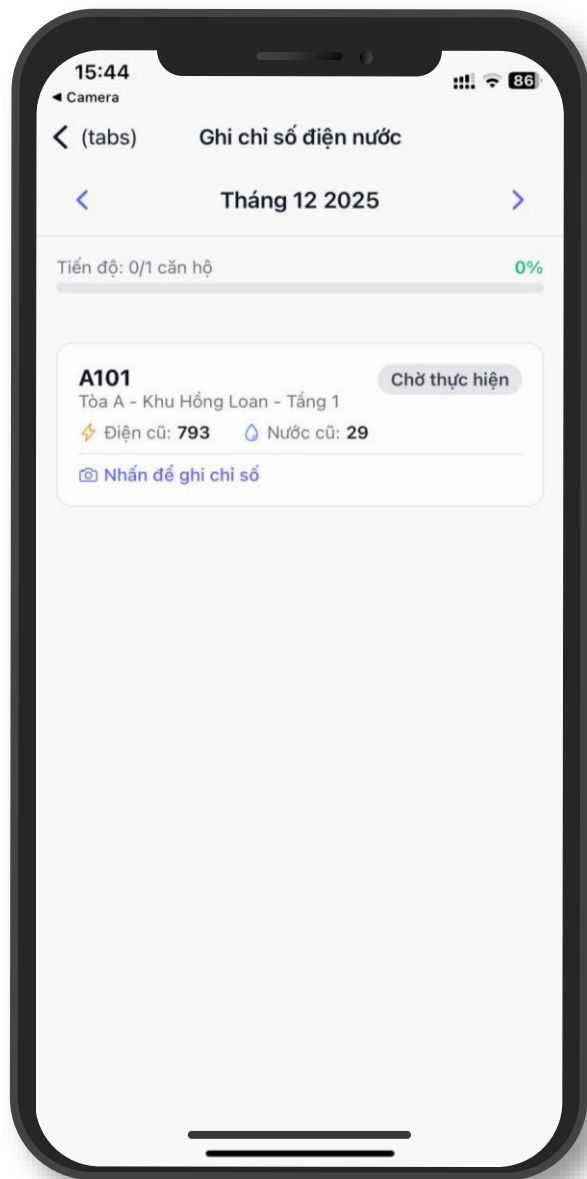 15:44
86
◀ Camera
(tabs)
Ghi chỉ số điện nước
Tháng 12 2025
Tiến độ: 0/1 căn hộ
0%
A101
Chờ thực hiện
Tòa A - Khu Hồng Loan - Tầng 1
Điện cũ: 793
Nước cũ: 29
Nhấn để ghi chỉ số